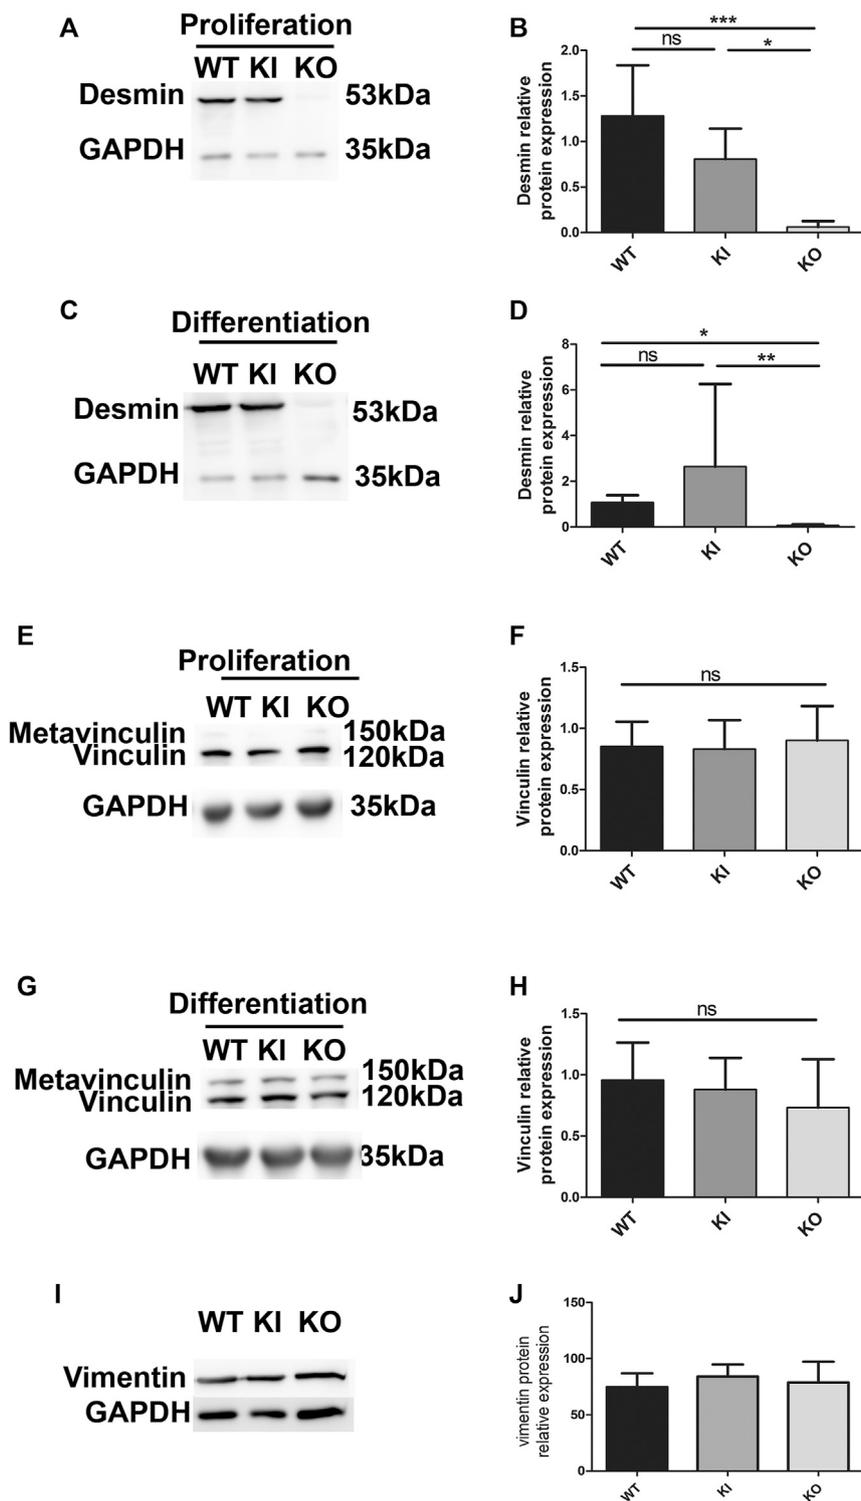 A
Proliferation
WT KI KO
Desmin 53kDa
GAPDH 35kDa
B
***
ns *
Desmin relative
protein expression
2.0
1.5
1.0
0.5
0.0
WT KI KO
C
Differentiation
WT KI KO
Desmin 53kDa
GAPDH 35kDa
D
*
ns **
Desmin relative
protein expression
8
6
4
2
0
WT KI KO
E
Proliferation
WT KI KO
Metavinculin 150kDa
Vinculin 120kDa
GAPDH 35kDa
F
ns
Vinculin relative
protein expression
1.5
1.0
0.5
0.0
WT KI KO
G
Differentiation
WT KI KO
Metavinculin 150kDa
Vinculin 120kDa
GAPDH 35kDa
H
ns
Vinculin relative
protein expression
1.5
1.0
0.5
0.0
WT KI KO
I
WT KI KO
Vimentin
GAPDH
J
vimentin protein
relative expression
150
100
50
0
WT KI KO